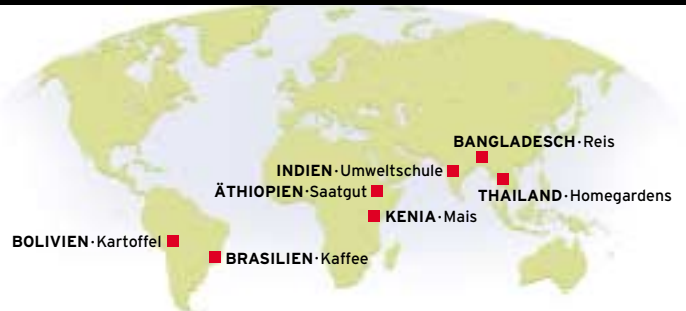 BANGLADESCH·Reis
INDIEN·Umweltschule
ÄTHIOPIEN·Saatgut
THAILAND·Homegardens
KENIA·Mais
BOLIVIEN·Kartoffel
BRASILIEN·Kaffee